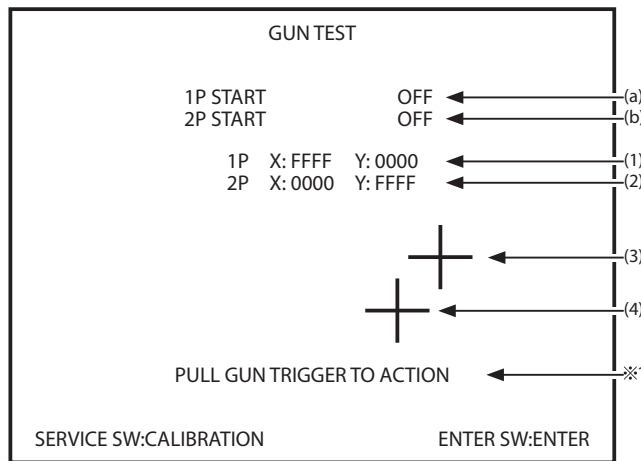 GUN TEST
1P START OFF (a)
2P START OFF (b)
1P X: FFFF Y: 0000 (1)
2P X: 0000 Y: FFFF (2)
(3)
(4)
PULL GUN TRIGGER TO ACTION ※
SERVICE SW:CALIBRATION ENTER SW:ENTER